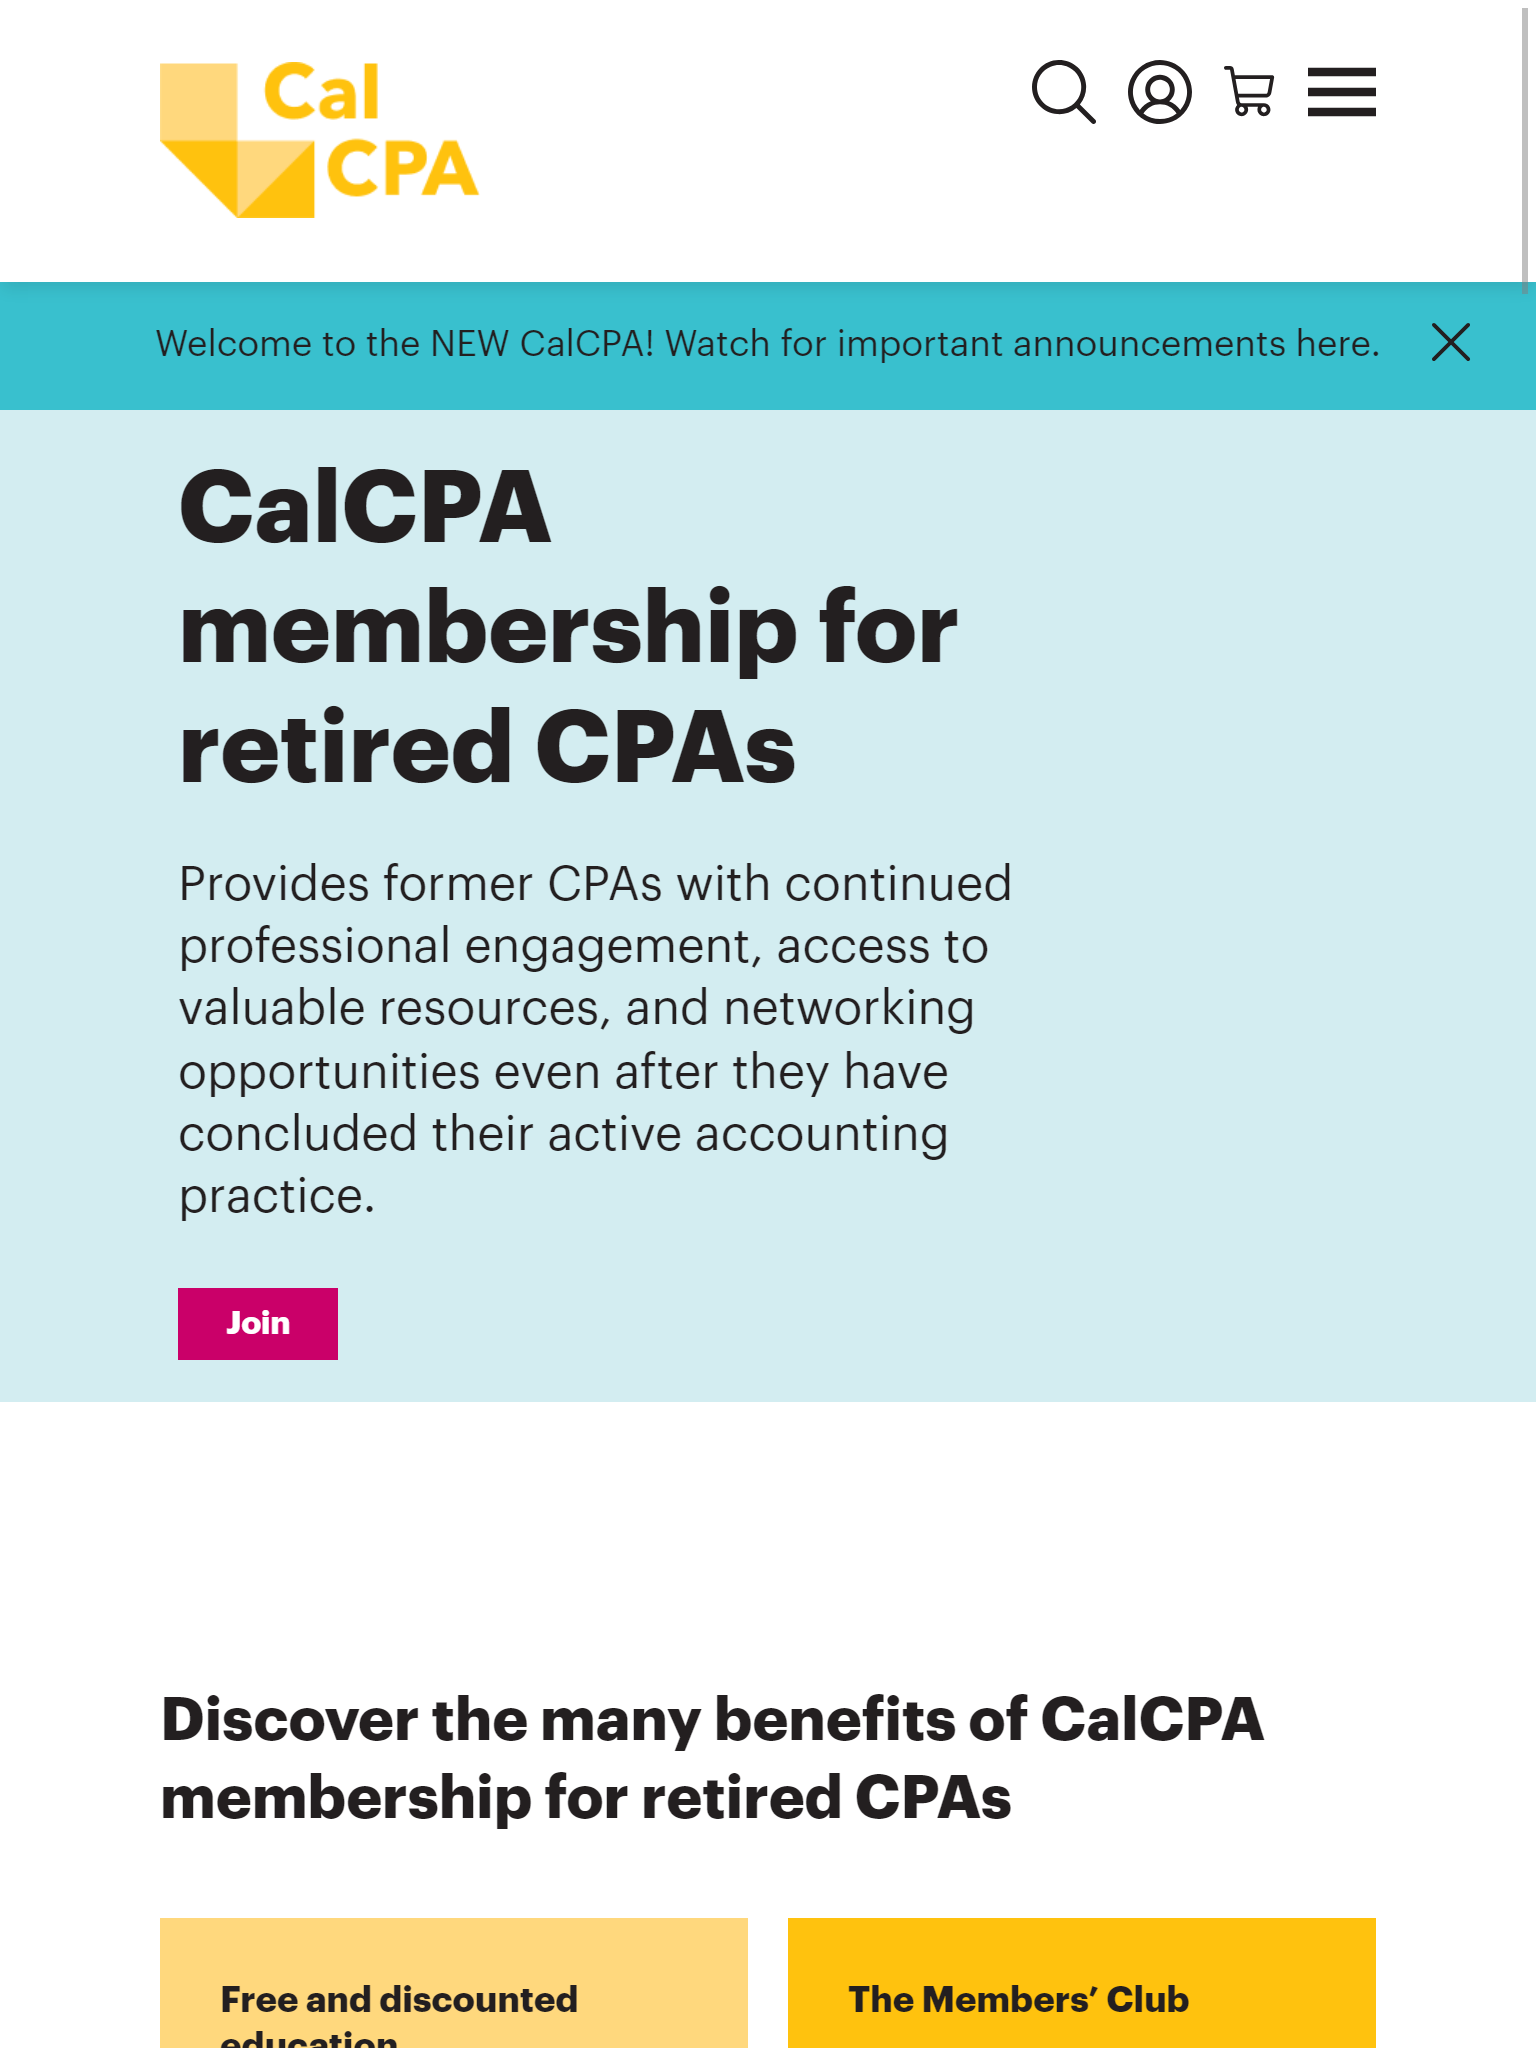 Cal
CPA
Welcome to the NEW CalCPA! Watch for important announcements here.
CalCPA
membership for
retired CPAs
Provides former CPAs with continued
professional engagement, access to
valuable resources, and networking
opportunities even after they have
concluded their active accounting
practice.
Join
Discover the many benefits of CalCPA
membership for retired CPAs
Free and discounted
education
The Members’ Club